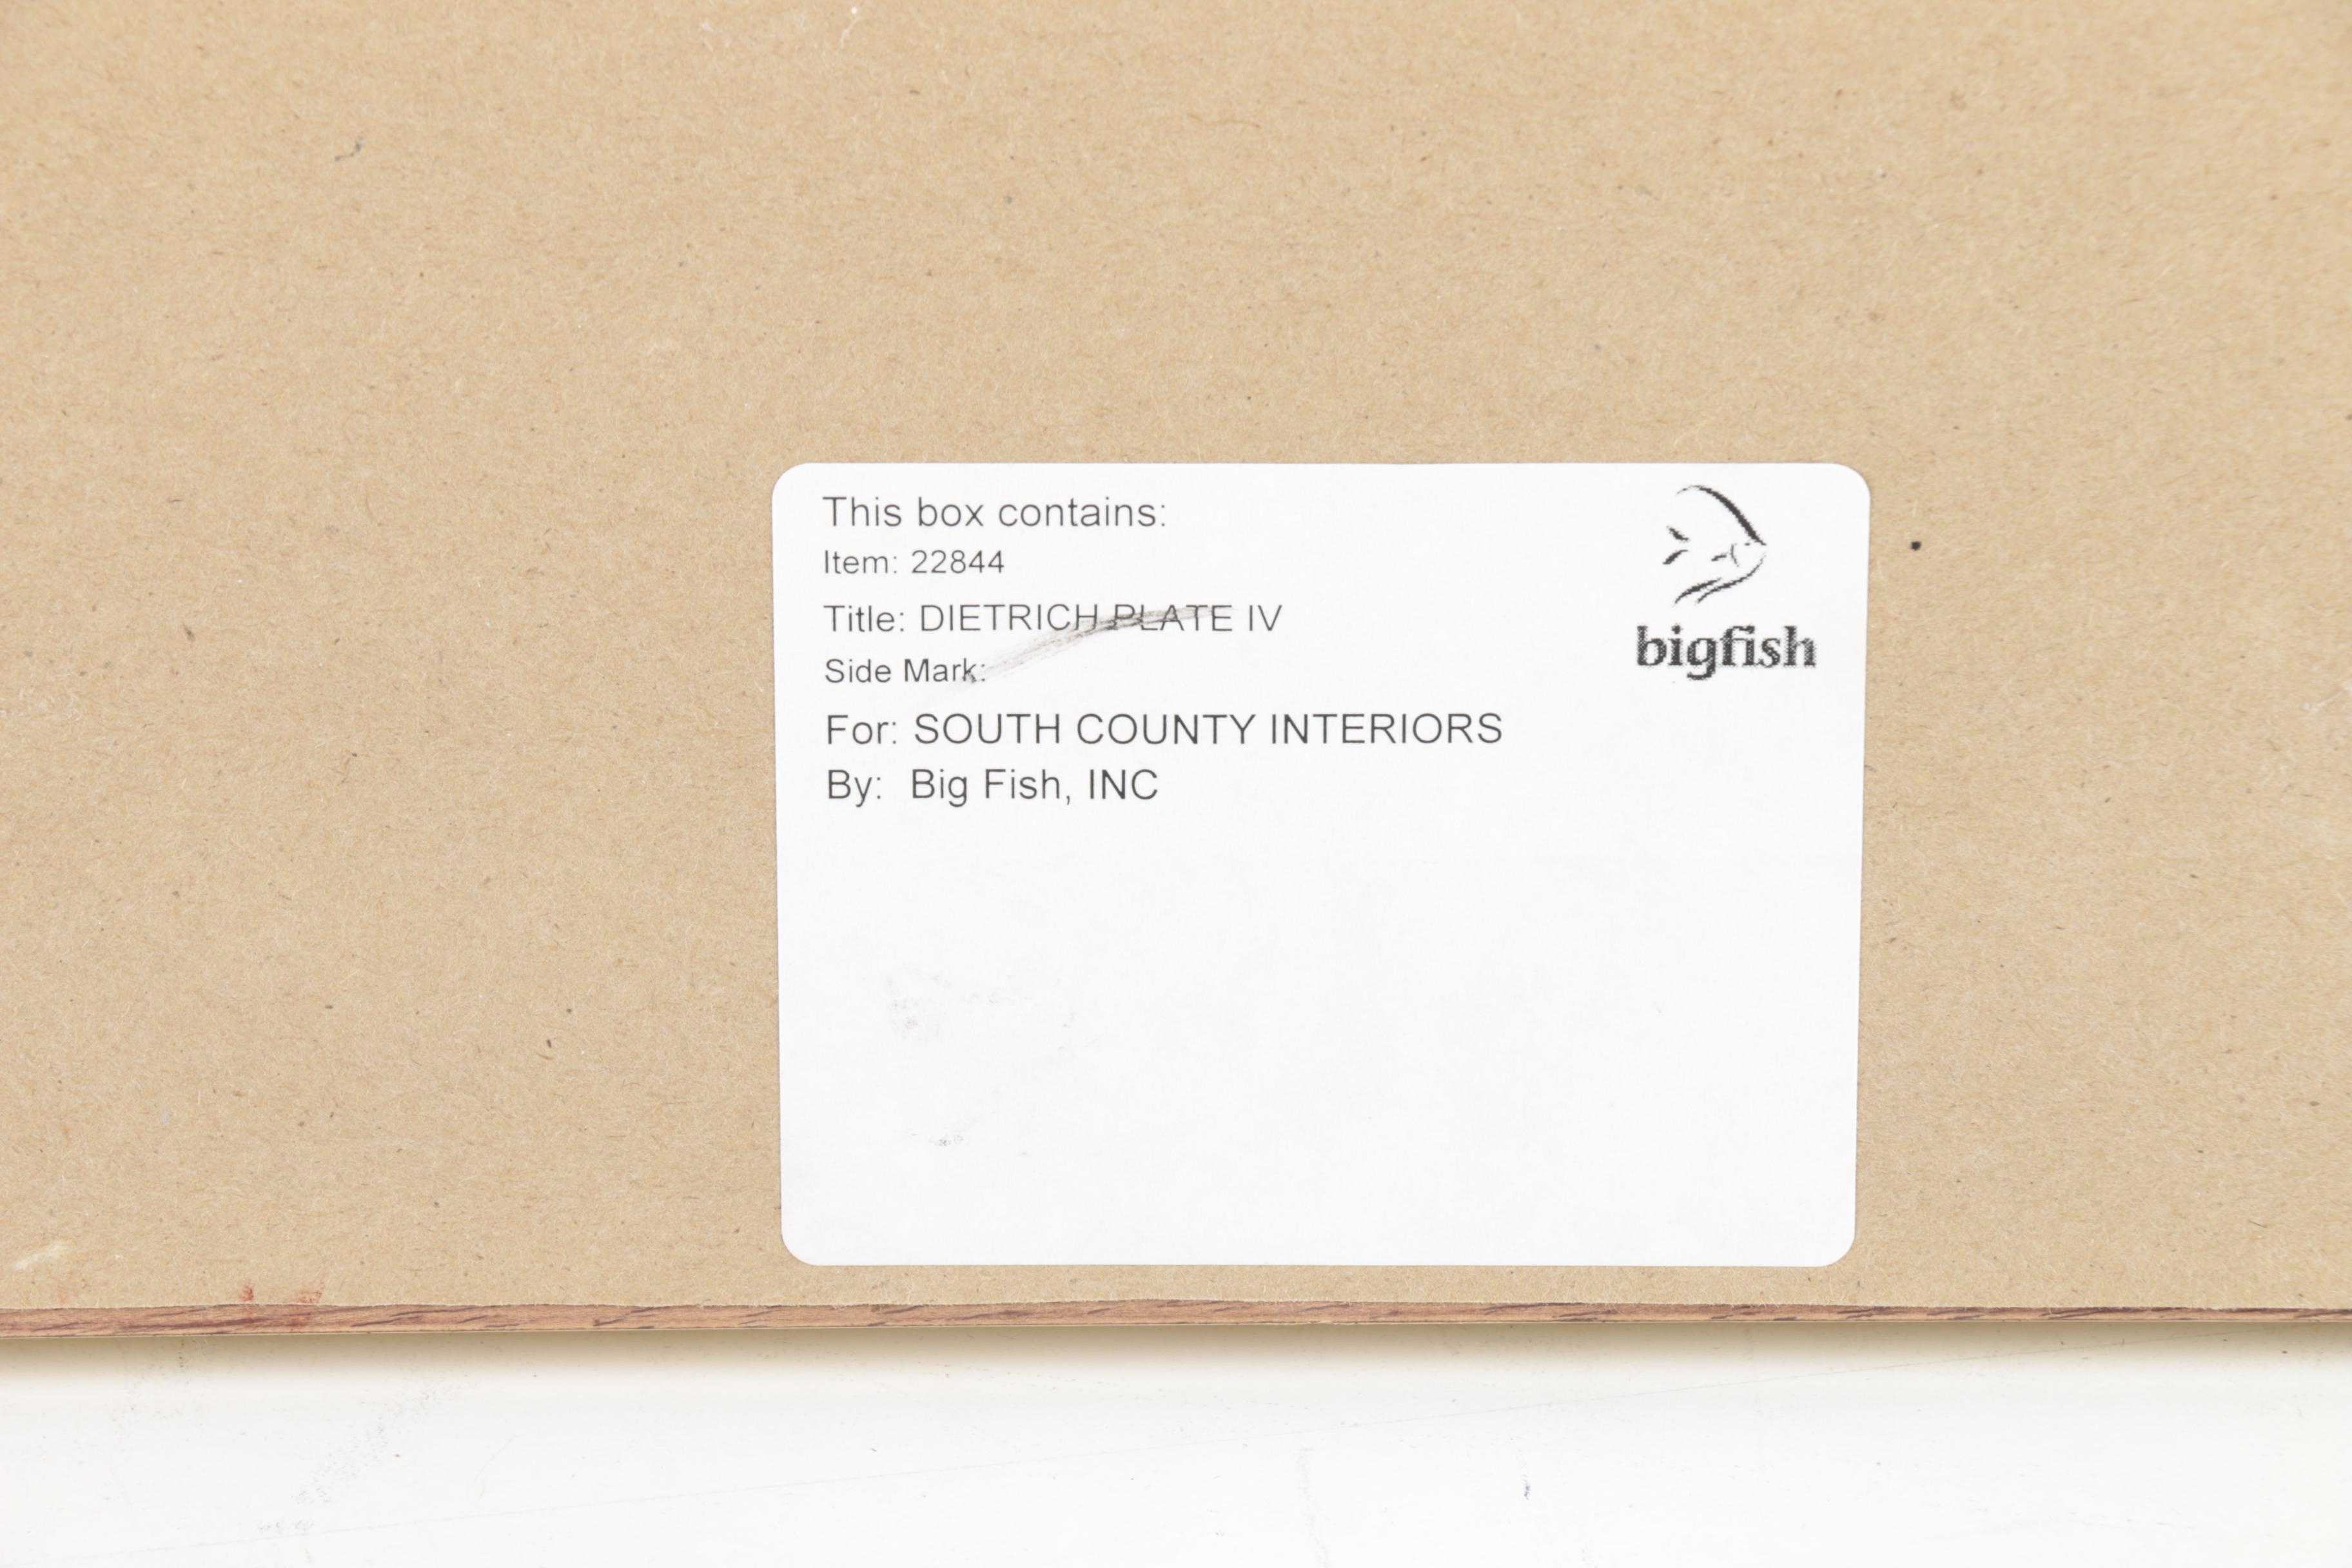 This box contains:
Item: 22844
Title: DIETRICH PLATE IV
Side Mark:
For: SOUTH COUNTY INTERIORS
By: Big Fish, INC
bigfish